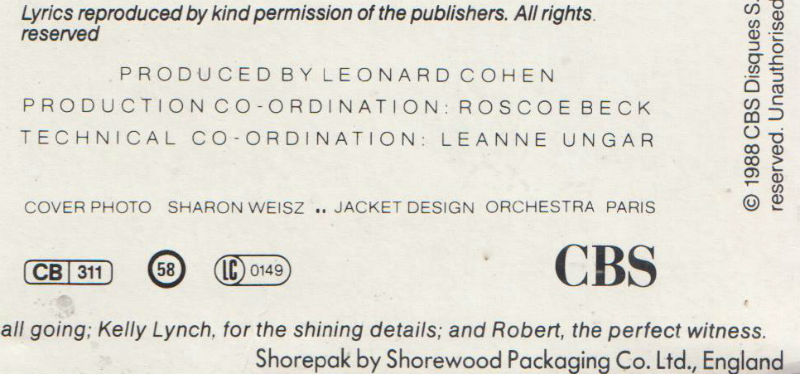 Lyrics reproduced by kind permission of the publishers. All rights
reserved
PRODUCED BY LEONARD COHEN
PRODUCTION CO-ORDINATION: ROSCOE BECK
TECHNICAL CO-ORDINATION: LEANNE UNGAR
COVER PHOTO SHARON WEISZ .. JACKET DESIGN ORCHESTRA PARIS
CB 311 58 LC 0149 CBS
all going; Kelly Lynch, for the shining details; and Robert, the perfect witness.
Shorepak by Shorewood Packaging Co. Ltd., England
© 1988 CBS Disques S.
reserved. Unauthorised